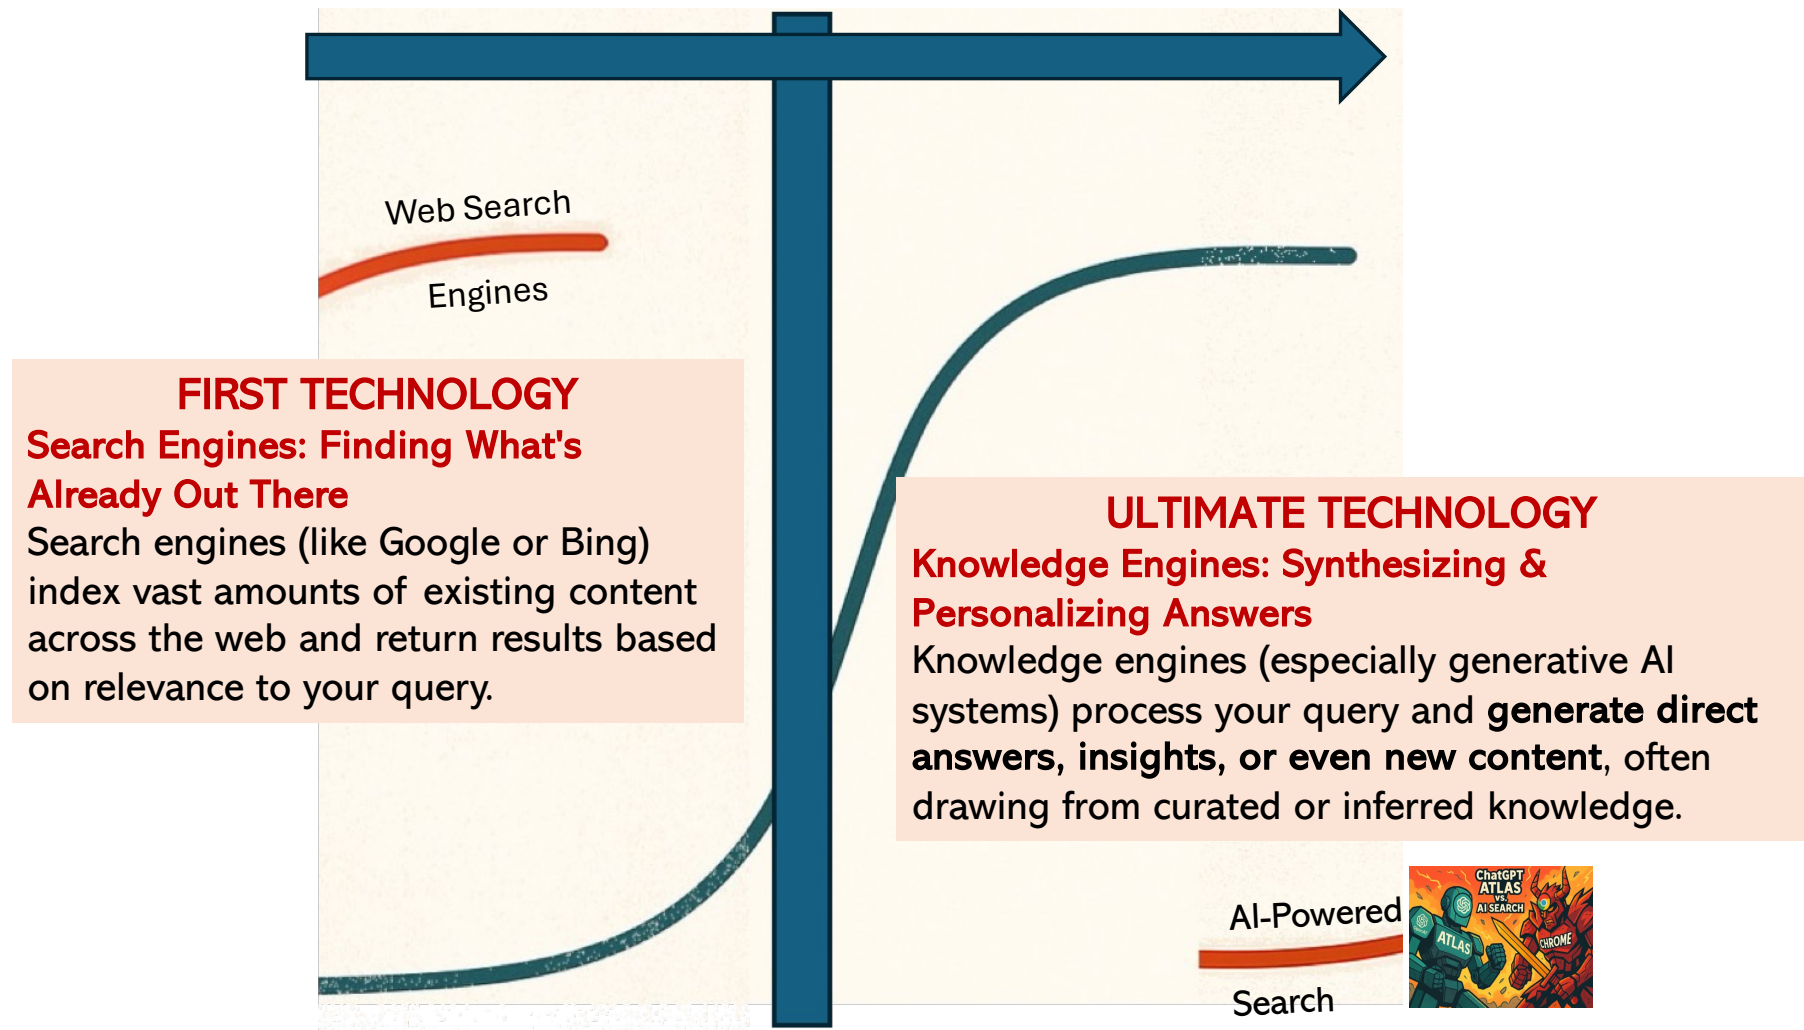 Web Search
Engines
FIRST TECHNOLOGY
Search Engines: Finding What's
Already Out There
Search engines (like Google or Bing)
index vast amounts of existing content
across the web and return results based
on relevance to your query.
ULTIMATE TECHNOLOGY
Knowledge Engines: Synthesizing &
Personalizing Answers
Knowledge engines (especially generative AI
systems) process your query and generate direct
answers, insights, or even new content, often
drawing from curated or inferred knowledge.
AI-Powered
Search
ChatGPT
ATLAS
vs.
AI SEARCH
ATLAS
CHROME